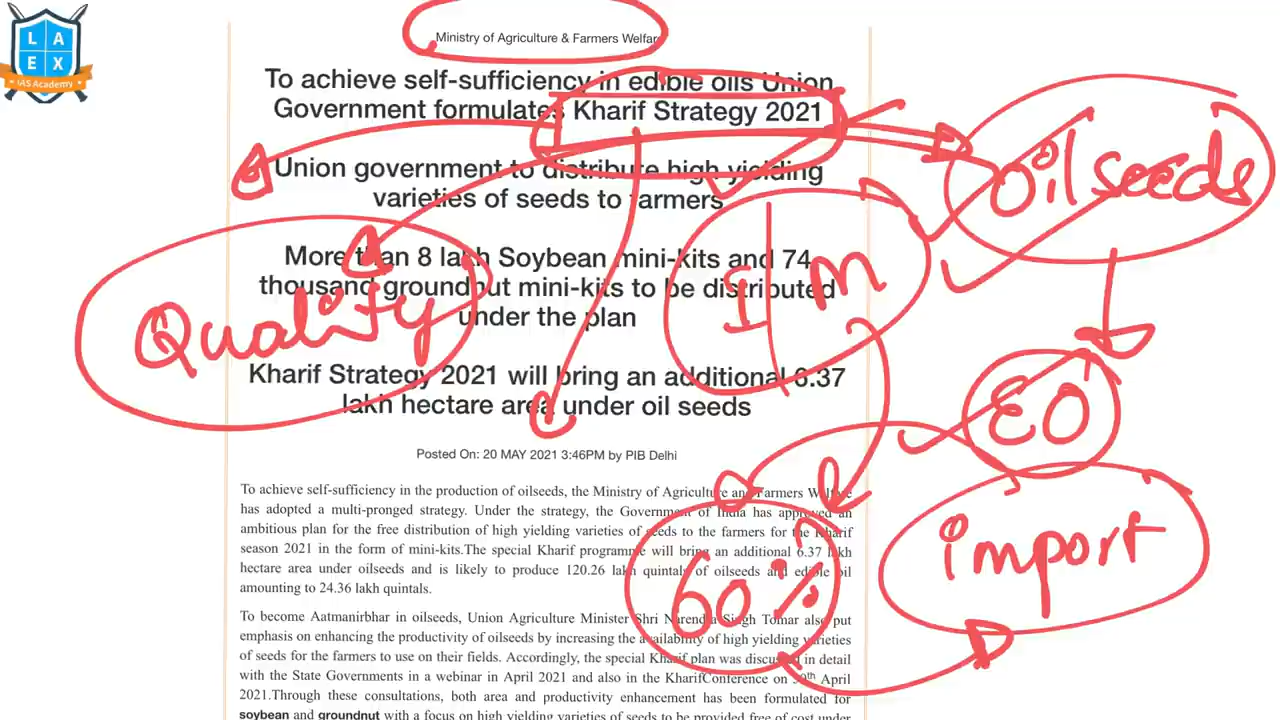 L A
E X
IAS Academy
Ministry of Agriculture & Farmers Welfare
To achieve self-sufficiency in edible oils Union
Government formulates Kharif Strategy 2021
Union government to distribute high yielding
varieties of seeds to farmers
More than 8 lakh Soybean mini-kits and 74
thousand groundnut mini-kits to be distributed
under the plan
Kharif Strategy 2021 will bring an additional 6.37
lakh hectare area under oil seeds
Posted On: 20 MAY 2021 3:46PM by PIB Delhi
To achieve self-sufficiency in the production of oilseeds, the Ministry of Agriculture and Farmers Welfare
has adopted a multi-pronged strategy. Under the strategy, the Government of India has approved an
ambitious plan for the free distribution of high yielding varieties of seeds to the farmers for the Kharif
season 2021 in the form of mini-kits.The special Kharif programme will bring an additional 6.37 lakh
hectare area under oilseeds and is likely to produce 120.26 lakh quintals of oilseeds and edible oil
amounting to 24.36 lakh quintals.
To become Aatmanirbhar in oilseeds, Union Agriculture Minister Shri Narendra Singh Tomar also put
emphasis on enhancing the productivity of oilseeds by increasing the availability of high yielding varieties
of seeds for the farmers to use on their fields. Accordingly, the special Kharif plan was discussed in detail
with the State Governments in a webinar in April 2021 and also in the KharifConference on 30th April
2021.Through these consultations, both area and productivity enhancement has been formulated for
soybean and groundnut with a focus on high yielding varieties of seeds to be provided free of cost under
Oil seeds
Quality
I M
EO
import
60%